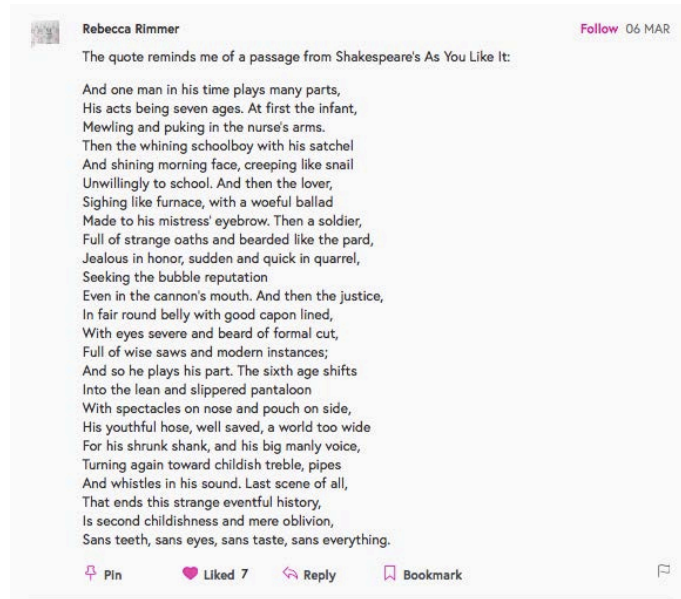 Rebecca Rimmer
Follow 06 MAR
The quote reminds me of a passage from Shakespeare's As You Like It:
And one man in his time plays many parts,
His acts being seven ages. At first the infant,
Mewling and puking in the nurse's arms.
Then the whining schoolboy with his satchel
And shining morning face, creeping like snail
Unwillingly to school. And then the lover,
Sighing like furnace, with a woeful ballad
Made to his mistress' eyebrow. Then a soldier,
Full of strange oaths and bearded like the pard,
Jealous in honor, sudden and quick in quarrel,
Seeking the bubble reputation
Even in the cannon's mouth. And then the justice,
In fair round belly with good capon lined,
With eyes severe and beard of formal cut,
Full of wise saws and modern instances;
And so he plays his part. The sixth age shifts
Into the lean and slippered pantaloon
With spectacles on nose and pouch on side,
His youthful hose, well saved, a world too wide
For his shrunk shank, and his big manly voice,
Turning again toward childish treble, pipes
And whistles in his sound. Last scene of all,
That ends this strange eventful history,
Is second childishness and mere oblivion,
Sans teeth, sans eyes, sans taste, sans everything.
Pin Liked 7 Reply Bookmark